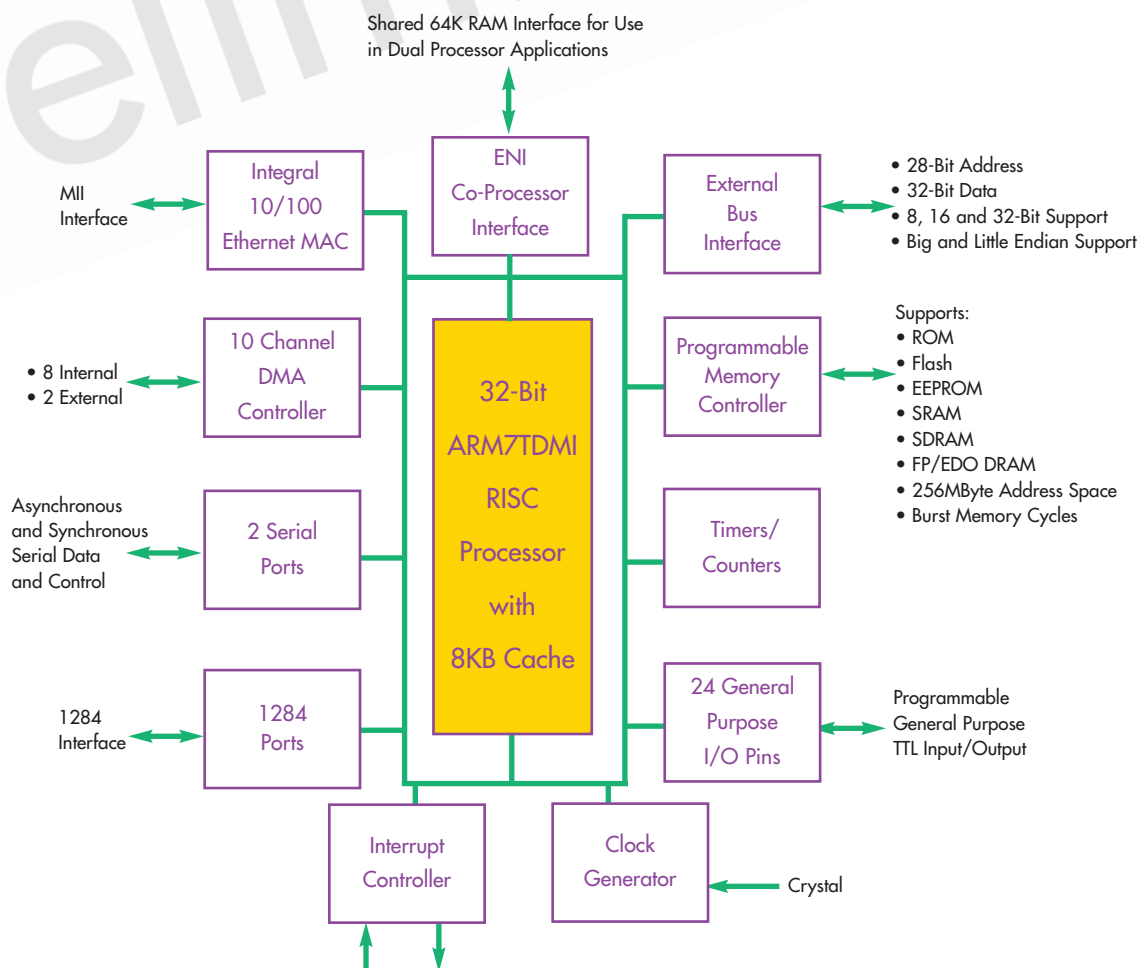 Shared 64K RAM Interface for Use
in Dual Processor Applications
MII
Interface
Integral
10/100
Ethernet MAC
ENI
Co-Processor
Interface
External
Bus
Interface
• 28-Bit Address
• 32-Bit Data
• 8, 16 and 32-Bit Support
• Big and Little Endian Support
• 8 Internal
• 2 External
10 Channel
DMA
Controller
32-Bit
ARM7TDMI
RISC
Processor
with
8KB Cache
Programmable
Memory
Controller
Supports:
• ROM
• Flash
• EEPROM
• SRAM
• SDRAM
• FP/EDO DRAM
• 256MByte Address Space
• Burst Memory Cycles
Asynchronous
and Synchronous
Serial Data
and Control
2 Serial
Ports
Timers/
Counters
1284
Interface
1284
Ports
24 General
Purpose
I/O Pins
Programmable
General Purpose
TTL Input/Output
Interrupt
Controller
Clock
Generator
Crystal